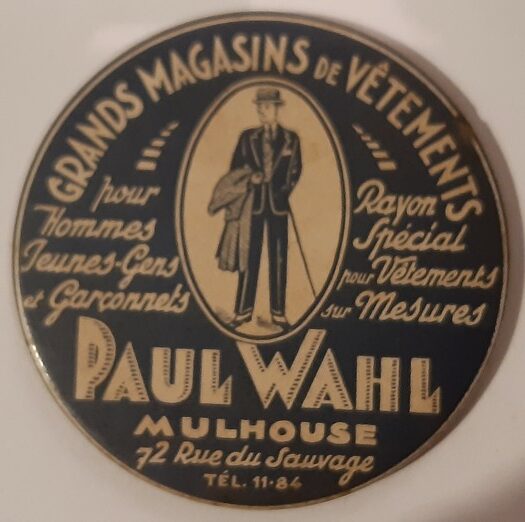 GRANDS MAGASINS DE VÊTEMENTS
pour
Hommes
Jeunes-Gens
et Garçonnets
Rayon
Spécial
pour Vêtements
sur Mesures
PAUL WAHL
MULHOUSE
72 Rue du Sauvage
TÉL. 11·84